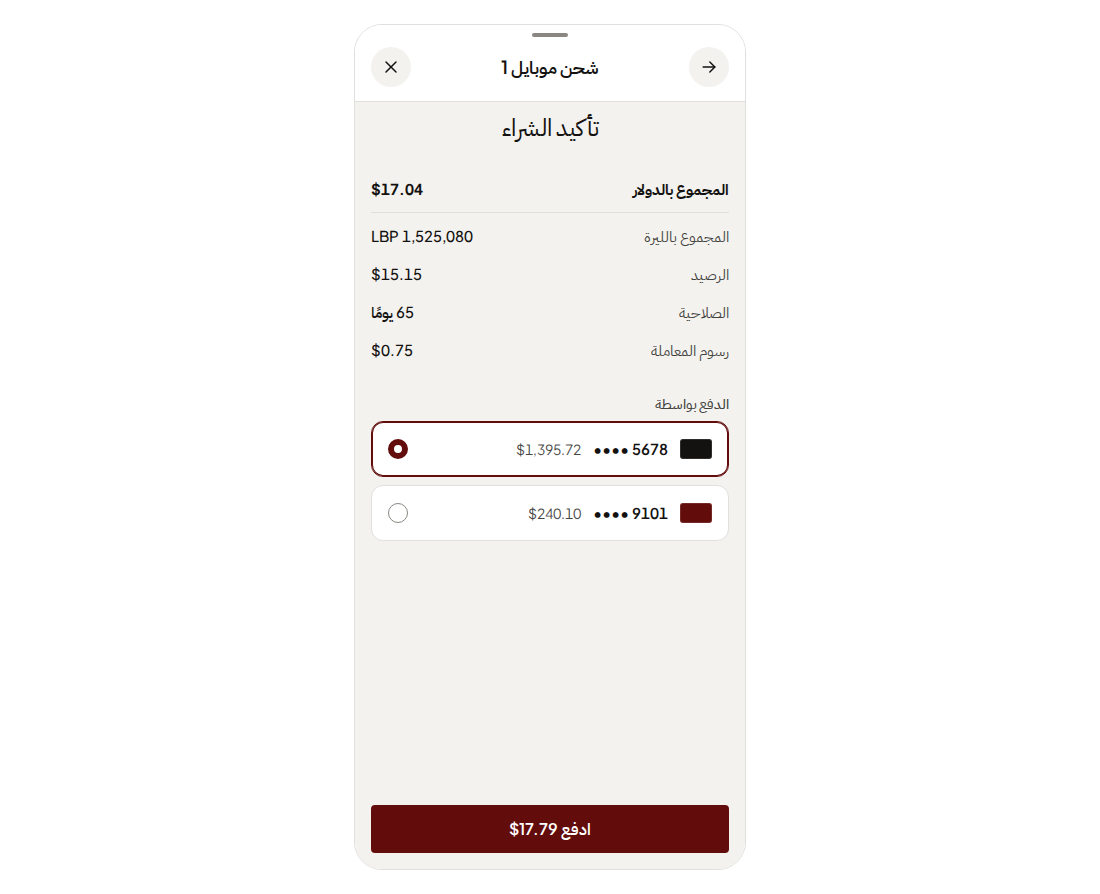 شحن موبايل 1
تأكيد الشراء
المجموع بالدولار $17.04
المجموع بالليرة LBP 1,525,080
الرصيد $15.15
الصلاحية 65 يومًا
رسوم المعاملة $0.75
الدفع بواسطة
•••• 5678 $1,395.72
•••• 9101 $240.10
ادفع $17.79